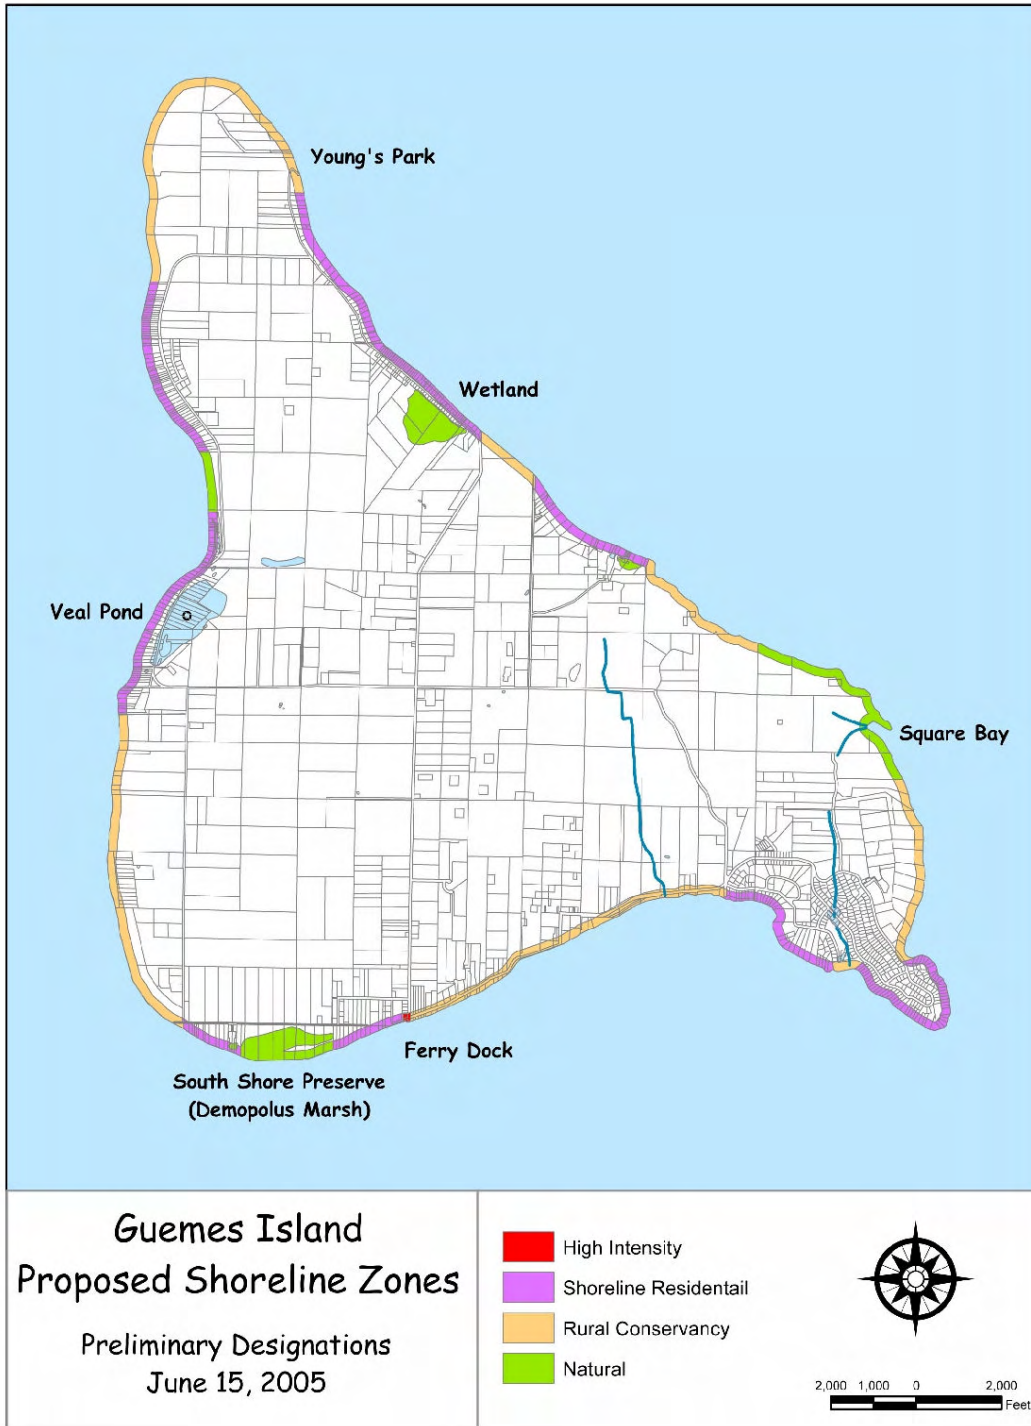 Young's Park
Wetland
Veal Pond
Square Bay
Ferry Dock
South Shore Preserve
(Demopolus Marsh)
Guemes Island
Proposed Shoreline Zones
Preliminary Designations
June 15, 2005
High Intensity
Shoreline Residentail
Rural Conservancy
Natural
2,000 1,000 0 2,000
Feet